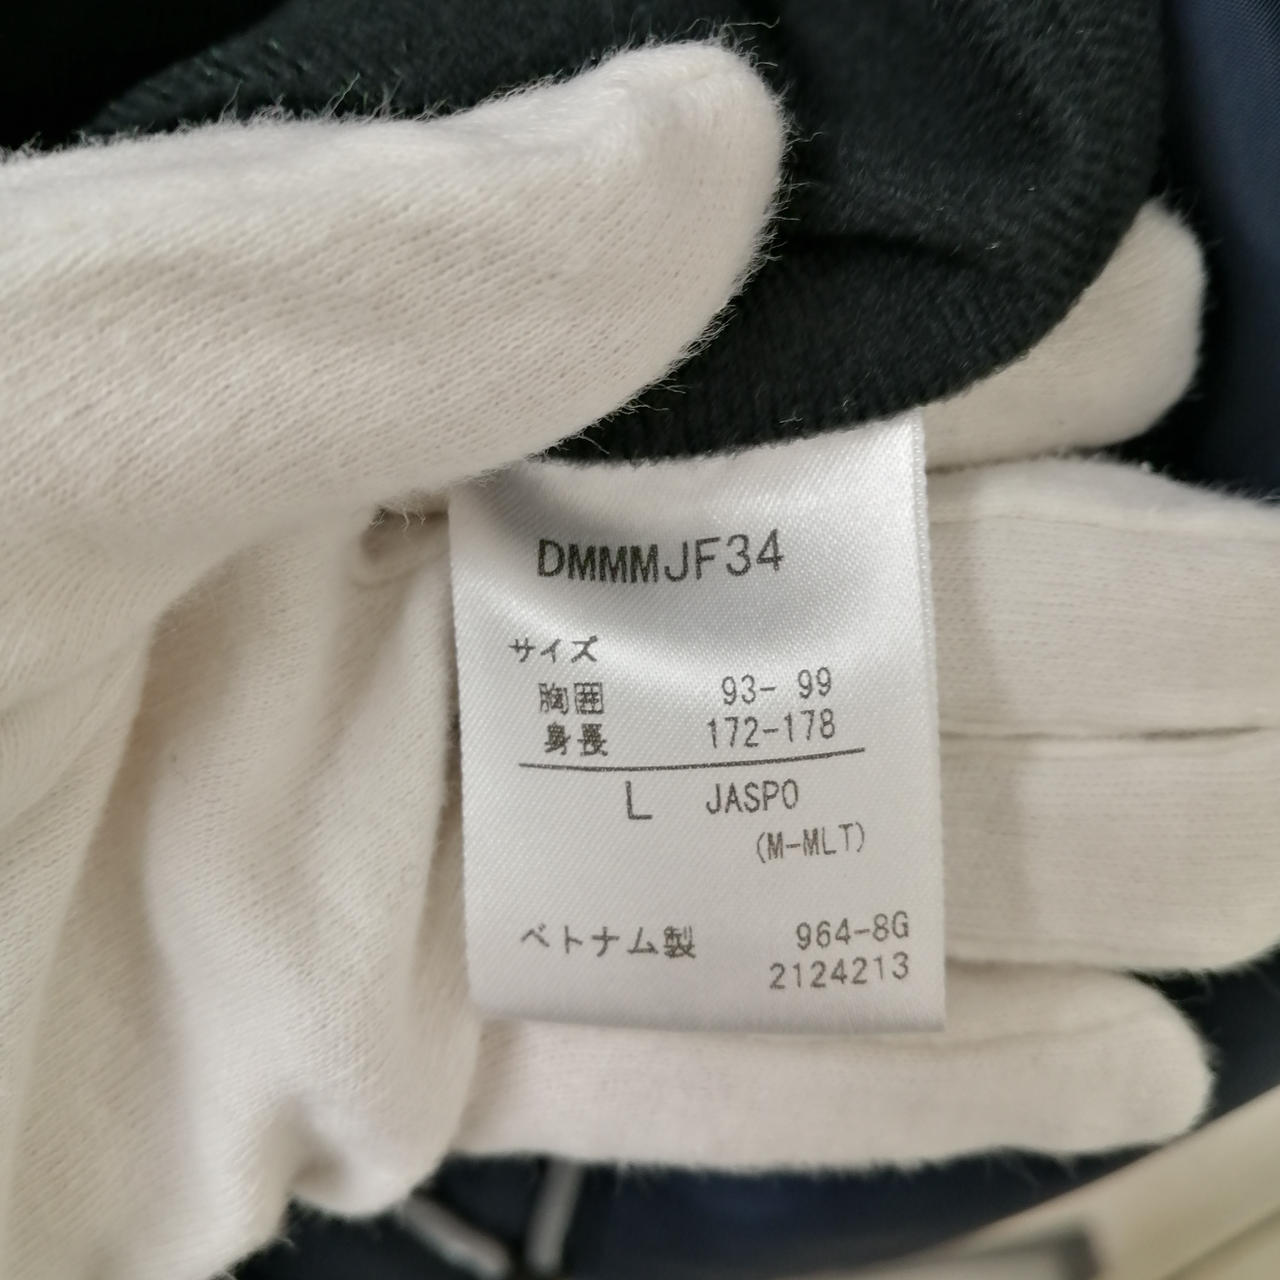 DMMMJF34
サイズ
胸囲 93- 99
身長 172-178
L JASPO
(M-MLT)
ベトナム製 964-8G
2124213